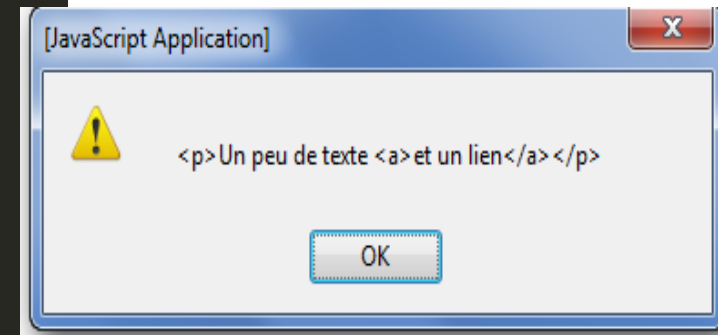 [JavaScript Application]
X
<p>Un peu de texte <a>et un lien</a></p>
OK